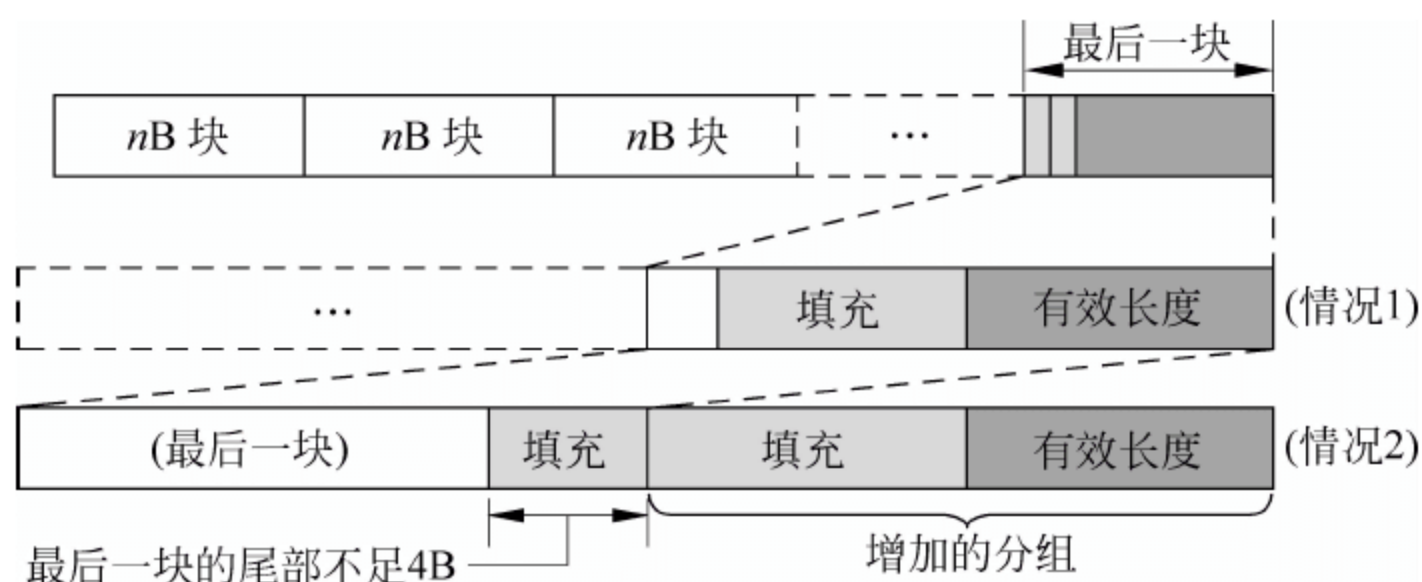 最后一块
nB 块 nB 块 nB 块 …
… 填充 有效长度 (情况1)
(最后一块) 填充 填充 有效长度 (情况2)
最后一块的尾部不足4B 增加的分组